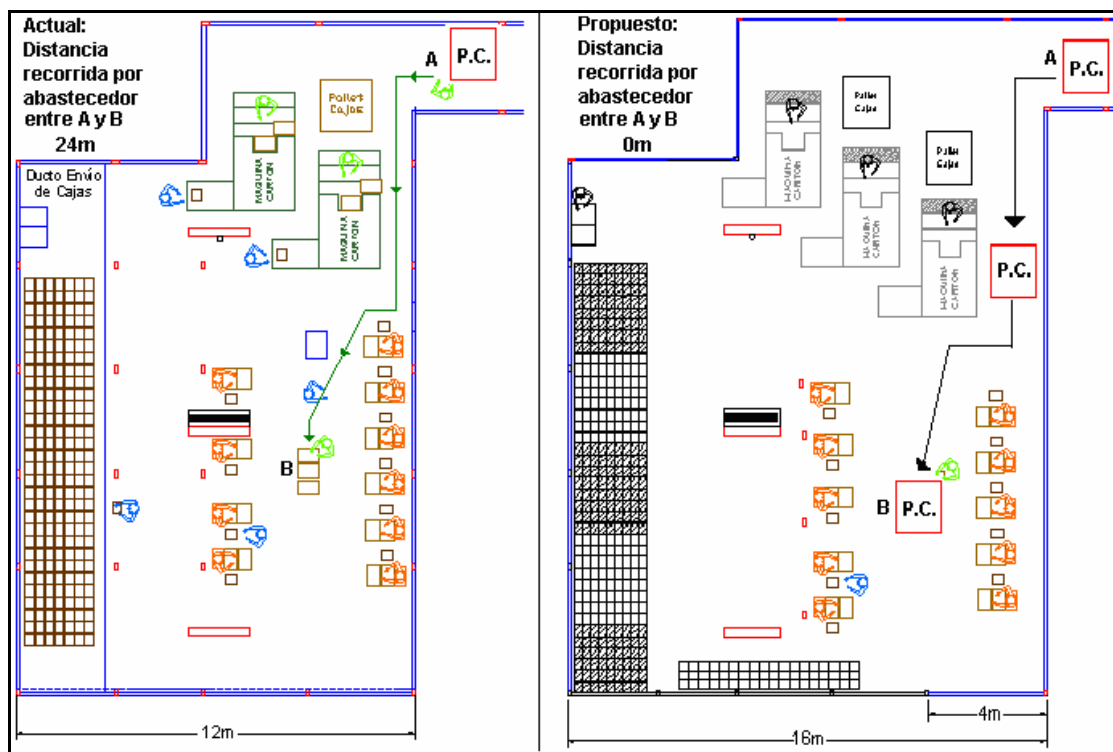 Actual:
Distancia
recorrida por
abastecedor
entre A y B
24m
A
P.C.
Pallet
Cajas
Ducto Envío
de Cajas
MAQUINA
CARTON
MAQUINA
CARTON
B
12m
Propuesto:
Distancia
recorrida por
abastecedor
entre A y B
0m
A
P.C.
Pallet
Cajas
Pallet
Cajas
MAQUINA
CARTON
MAQUINA
CARTON
MAQUINA
CARTON
P.C.
B
P.C.
4m
16m